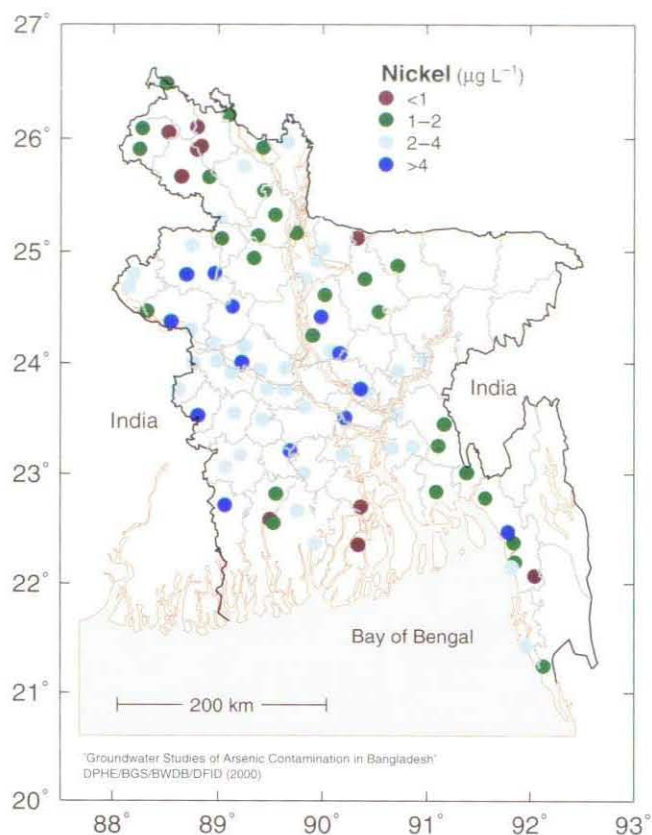 27°
26°
25°
24°
23°
22°
21°
20°
Nickel (µg L⁻¹)
<1
1–2
2–4
>4
India
India
Bay of Bengal
200 km
'Groundwater Studies of Arsenic Contamination in Bangladesh'
DPHE/BGS/BWDB/DFID (2000)
88° 89° 90° 91° 92° 93°